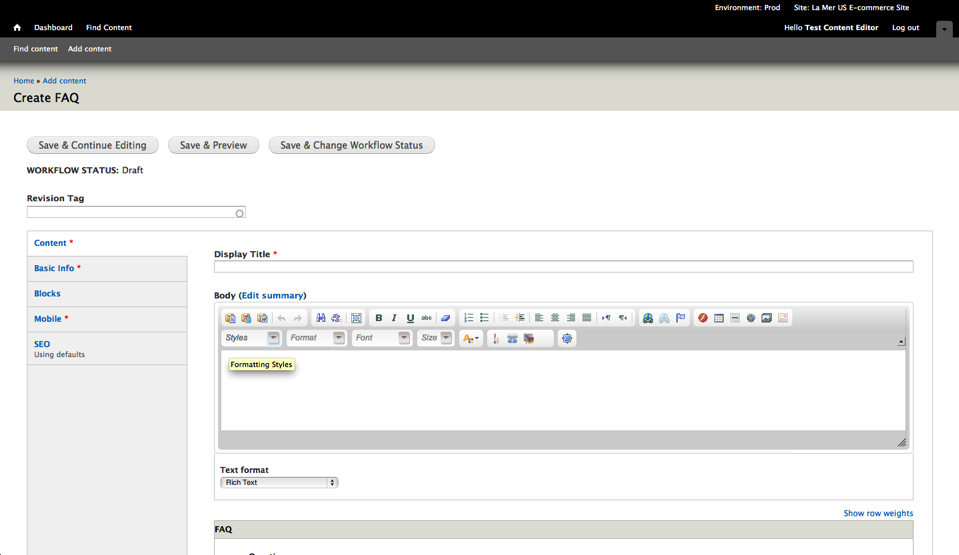 Environment: Prod Site: La Mer US E-commerce Site
Dashboard Find Content Hello Test Content Editor Log out
Find content Add content
Home » Add content
Create FAQ
Save & Continue Editing Save & Preview Save & Change Workflow Status
WORKFLOW STATUS: Draft
Revision Tag
Content *
Basic Info *
Blocks
Mobile *
SEO
Using defaults
Display Title *
Body (Edit summary)
B I U abc
Styles Format Font Size
Formatting Styles
Text format
Rich Text
Show row weights
FAQ